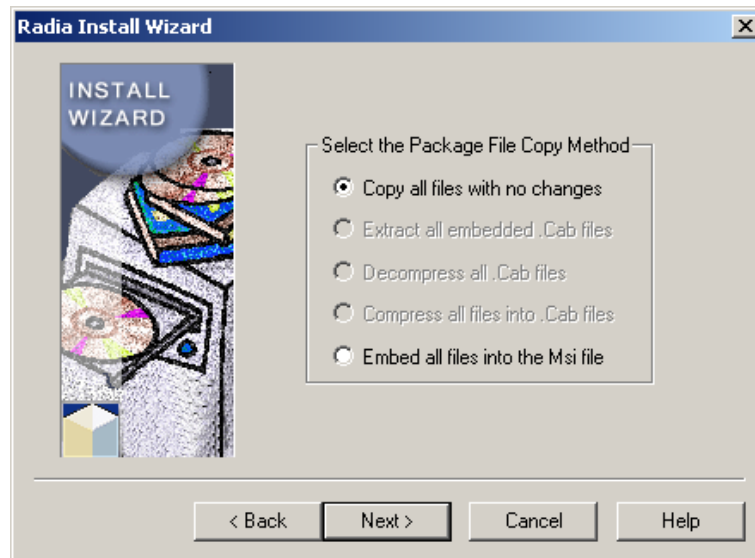 Radia Install Wizard
INSTALL
WIZARD
Select the Package File Copy Method
Copy all files with no changes
Extract all embedded .Cab files
Decompress all .Cab files
Compress all files into .Cab files
Embed all files into the Msi file
< Back Next > Cancel Help